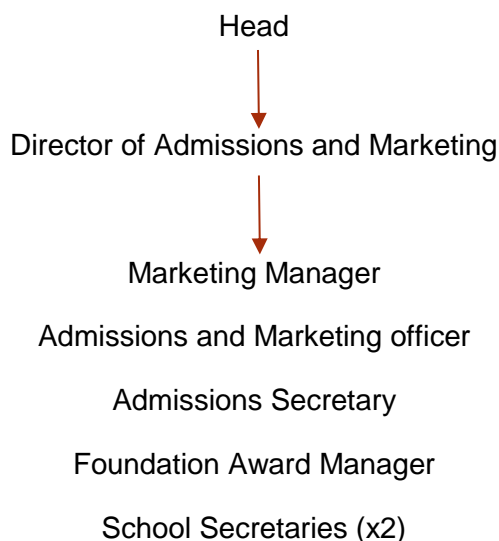 Head
Director of Admissions and Marketing
Marketing Manager
Admissions and Marketing officer
Admissions Secretary
Foundation Award Manager
School Secretaries (x2)